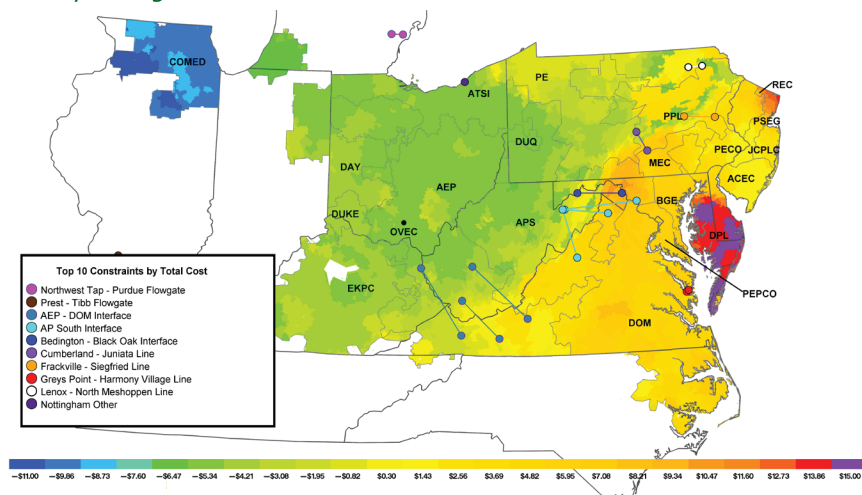 COMED
ATSI
PE
REC
PPL
PSEG
DUQ
PECO
JCPLC
MEC
DAY
AEP
ACEC
DUKE
APS
BGE
OVEC
DPL
EKPC
PEPCO
DOM
Top 10 Constraints by Total Cost
Northwest Tap - Purdue Flowgate
Prest - Tibb Flowgate
AEP - DOM Interface
AP South Interface
Bedington - Black Oak Interface
Cumberland - Juniata Line
Frackville - Siegfried Line
Greys Point - Harmony Village Line
Lenox - North Meshoppen Line
Nottingham Other
–$11.00 –$9.86 –$8.73 –$7.60 –$6.47 –$5.34 –$4.21 –$3.08 –$1.95 –$0.82 $0.30 $1.43 $2.56 $3.69 $4.82 $5.95 $7.08 $8.21 $9.34 $10.47 $11.60 $12.73 $13.86 $15.00